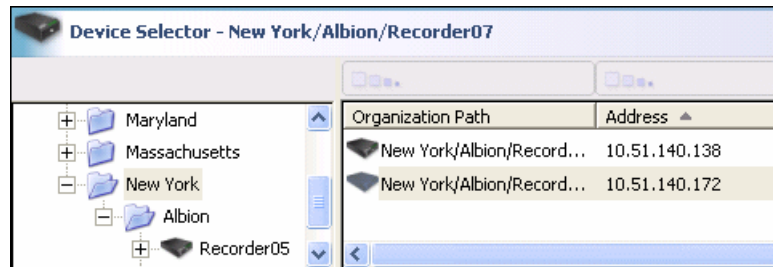 Device Selector - New York/Albion/Recorder07
Organization Path
Address
Maryland
Massachusetts
New York
Albion
Recorder05
New York/Albion/Record...
10.51.140.138
New York/Albion/Record...
10.51.140.172